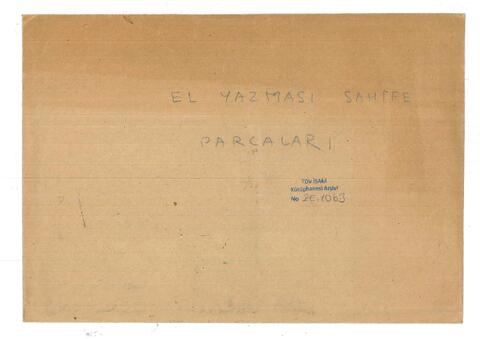 EL YAZMASI SAHİFE
PARÇALARI
TDV İSAM
Kütüphanesi Arşivi
No 2E.1063